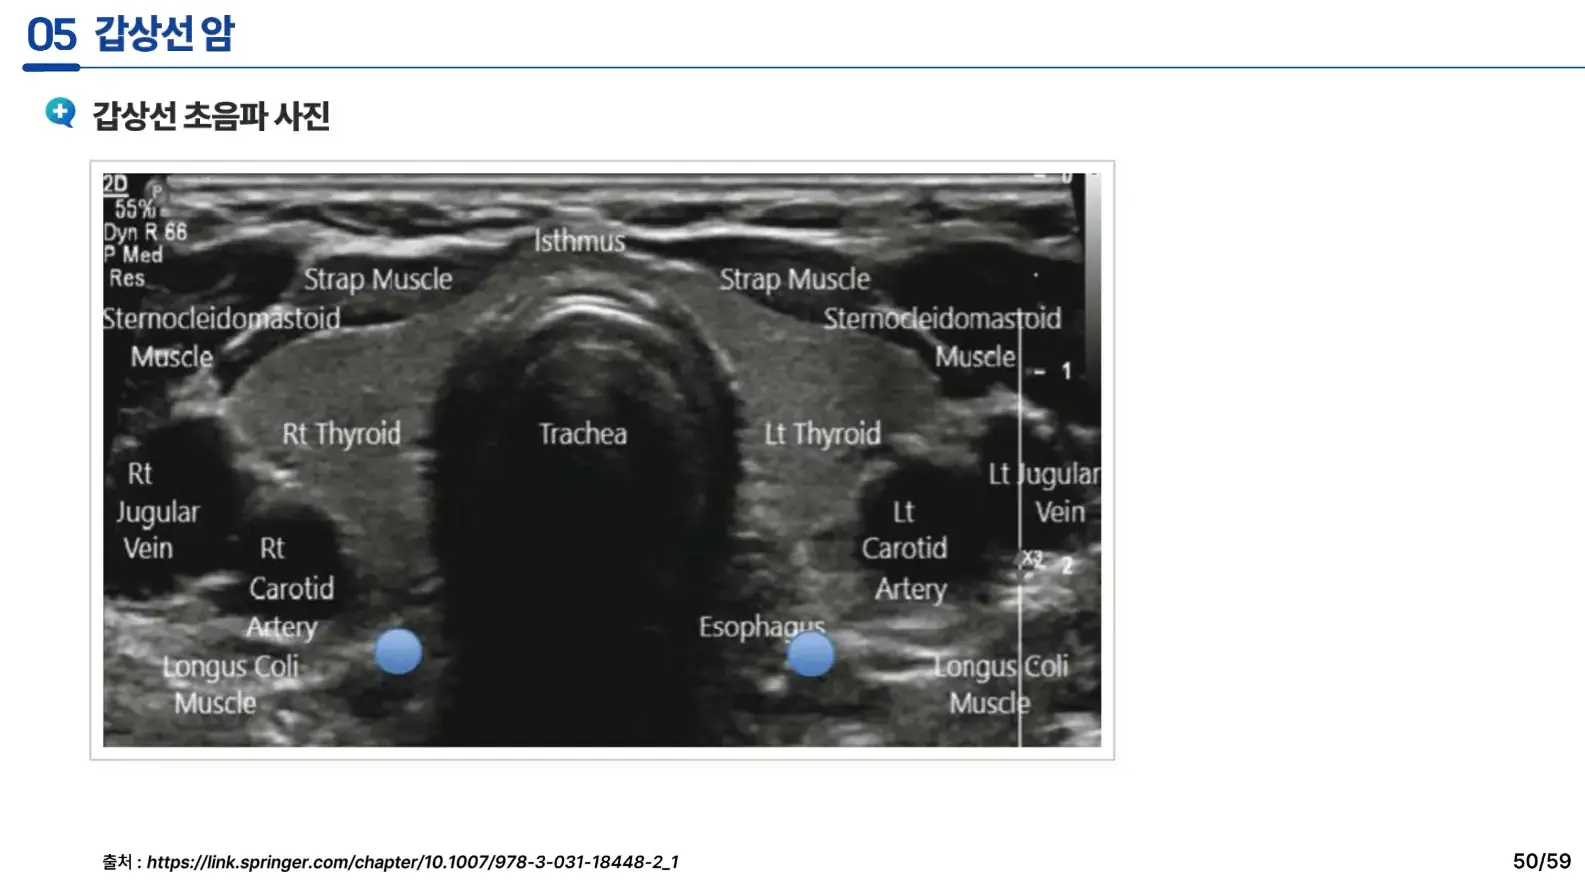 05 갑상선 암
갑상선 초음파 사진
2D
P
55%
Dyn R 66
P Med
Res
0
Isthmus
Strap Muscle
Strap Muscle
Sternocleidomastoid
Muscle
Sternocleidomastoid
Muscle
1
Rt Thyroid
Trachea
Lt Thyroid
Rt
Jugular
Vein
Rt
Carotid
Artery
Lt
Carotid
Artery
Lt Jugular
Vein
2
Esophagus
Longus Coli
Muscle
Longus Coli
Muscle
출처 : https://link.springer.com/chapter/10.1007/978-3-031-18448-2_1
50/59